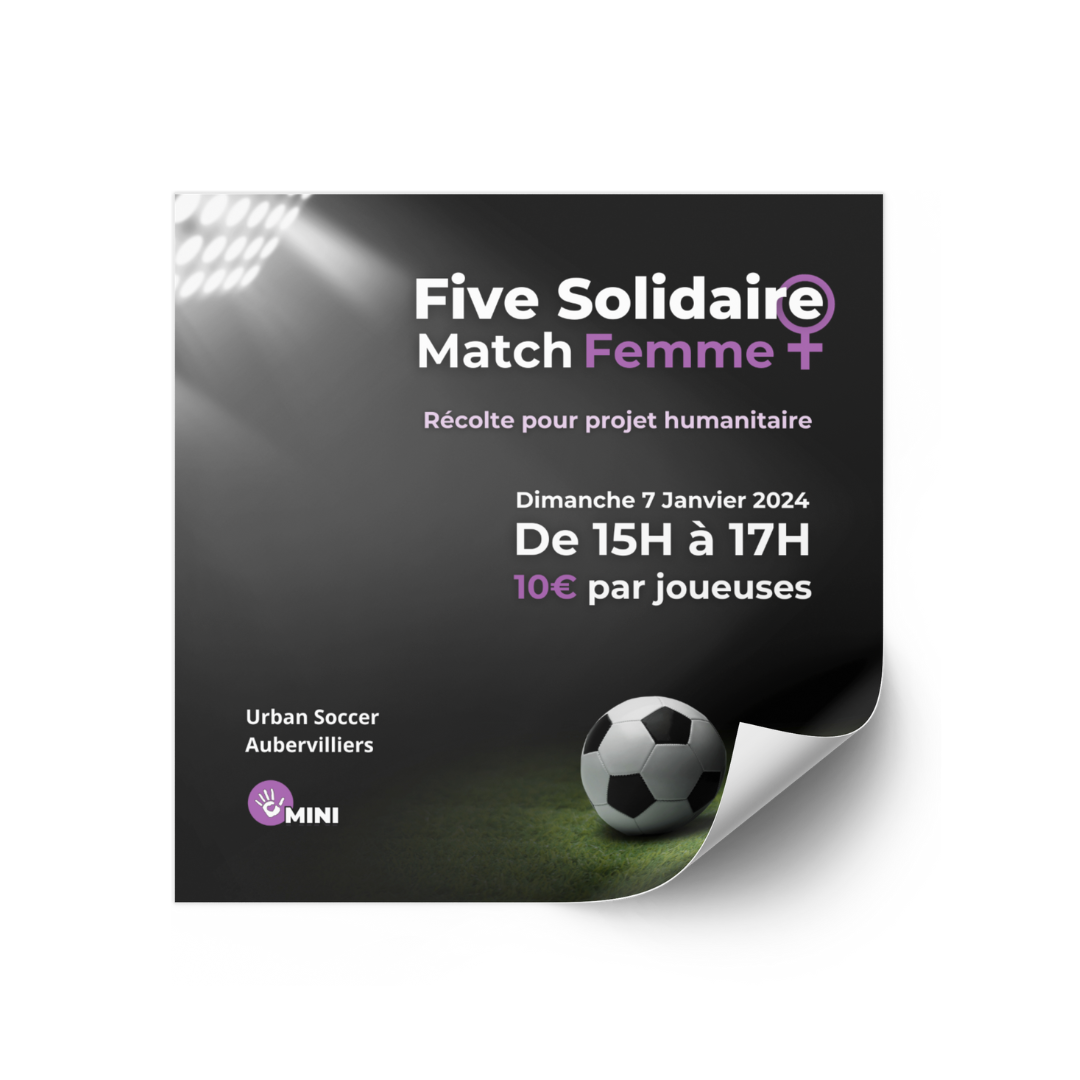 Five Solidaire
Match Femme
Récolte pour projet humanitaire
Dimanche 7 Janvier 2024
De 15H à 17H
10€ par joueuses
Urban Soccer
Aubervilliers
MINI